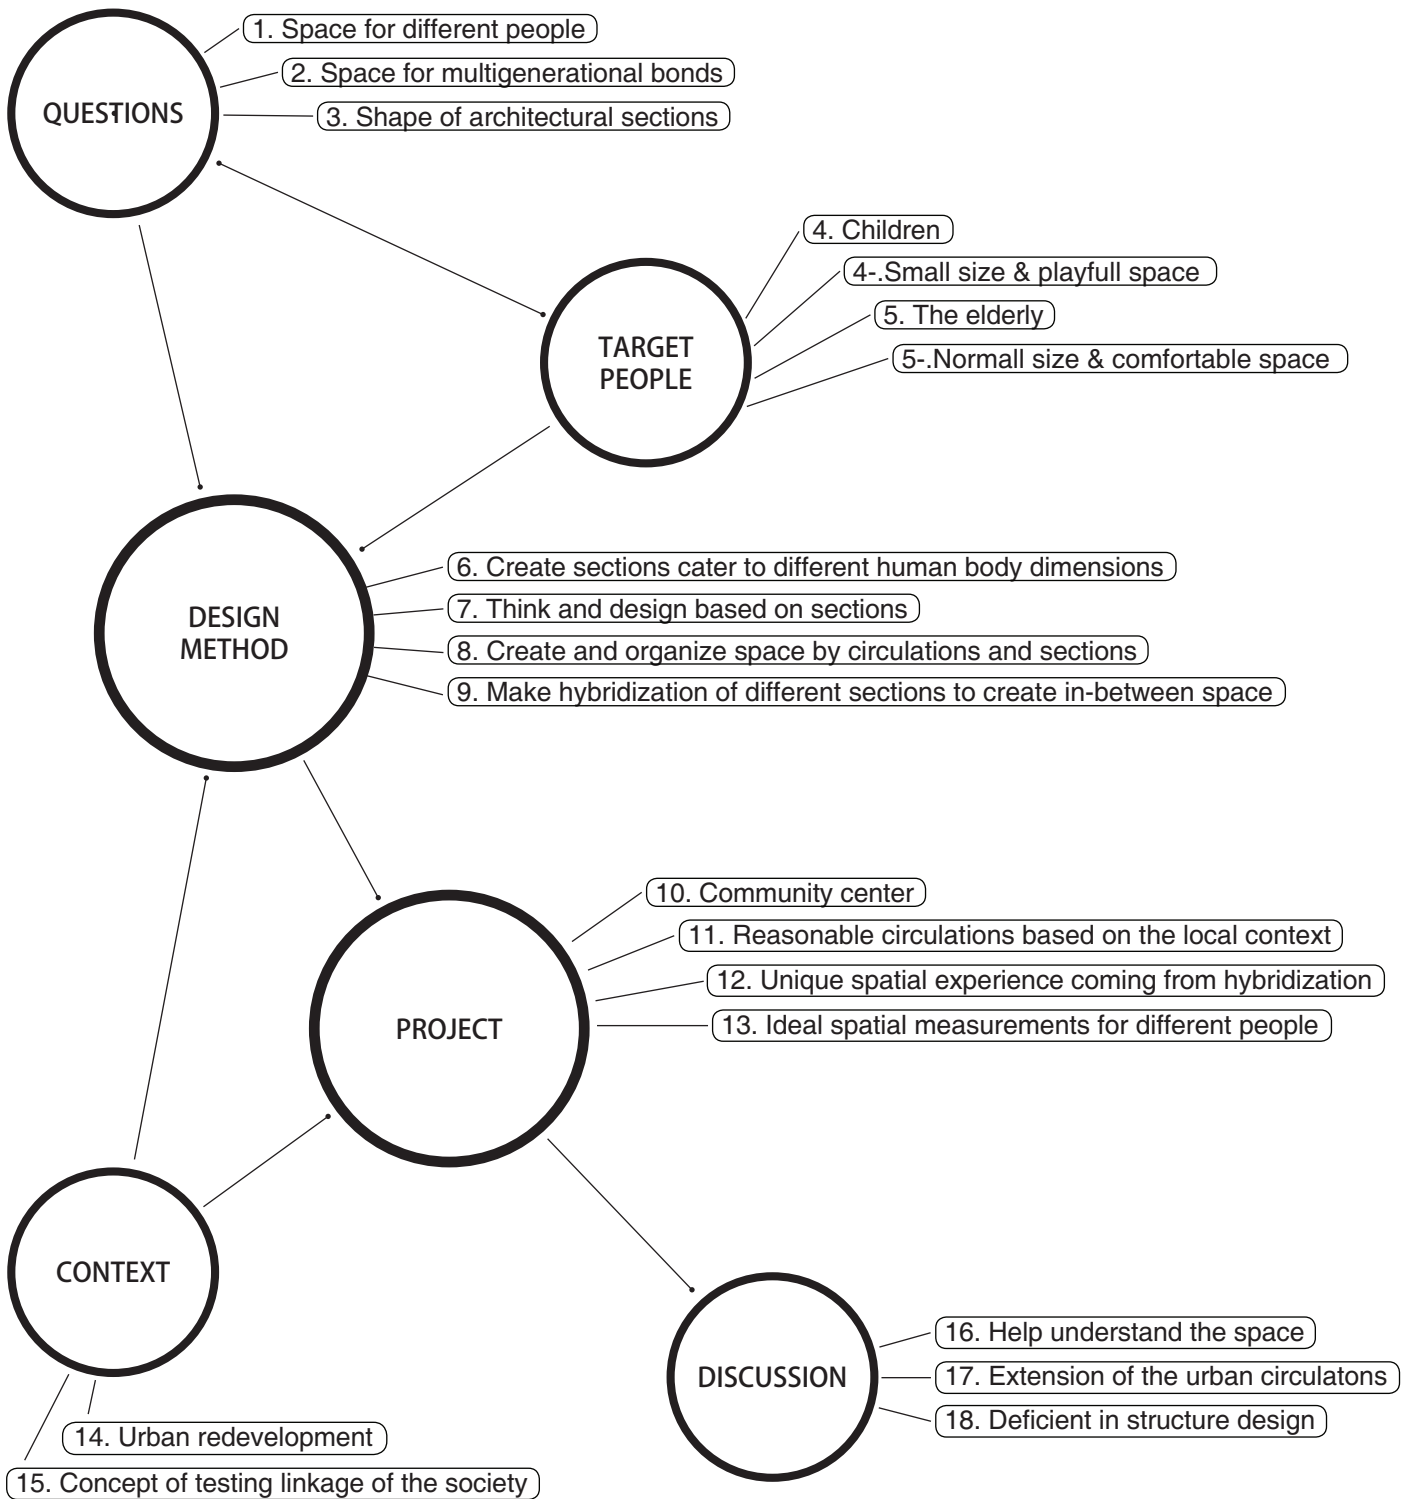 1. Space for different people
2. Space for multigenerational bonds
QUESTIONS
3. Shape of architectural sections
4. Children
4-.Small size & playfull space
5. The elderly
TARGET
PEOPLE
5-.Normall size & comfortable space
6. Create sections cater to different human body dimensions
DESIGN
METHOD
7. Think and design based on sections
8. Create and organize space by circulations and sections
9. Make hybridization of different sections to create in-between space
10. Community center
11. Reasonable circulations based on the local context
12. Unique spatial experience coming from hybridization
PROJECT
13. Ideal spatial measurements for different people
CONTEXT
14. Urban redevelopment
15. Concept of testing linkage of the society
16. Help understand the space
DISCUSSION
17. Extension of the urban circulatons
18. Deficient in structure design